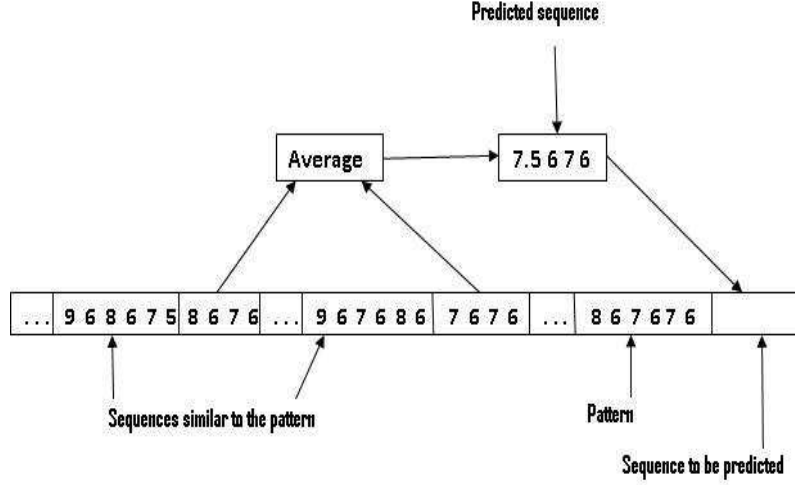 Predicted sequence
Average
7.5 6 7 6
... 9 6 8 6 7 5 8 6 7 6 ... 9 6 7 6 8 6 7 6 7 6 ... 8 6 7 6 7 6
Sequences similar to the pattern
Pattern
Sequence to be predicted